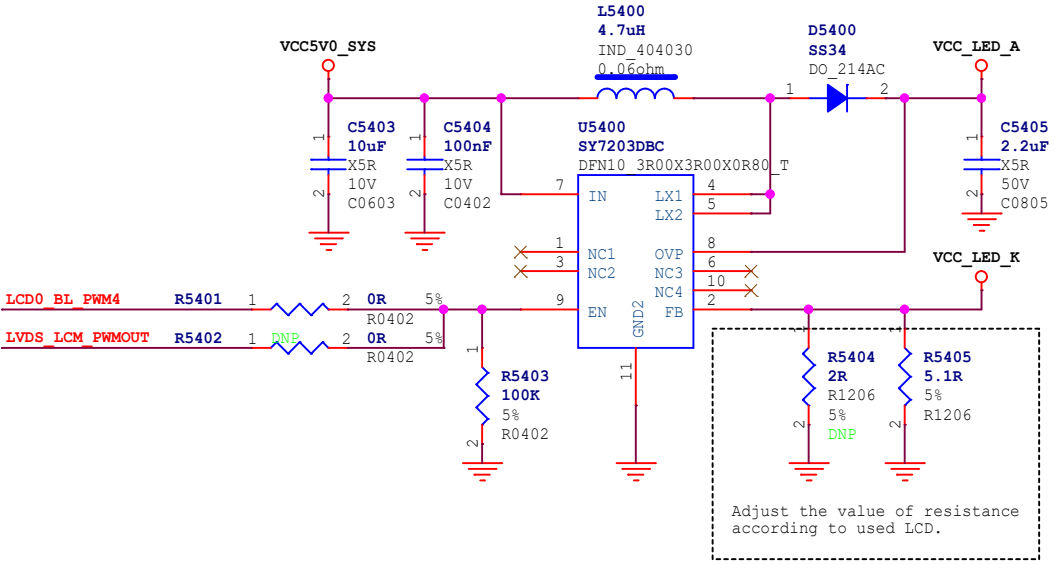 L5400
4.7uH
IND_404030
0.06ohm
D5400
SS34
DO_214AC
VCC5V0_SYS
VCC_LED_A
1
2
1
C5403
10uF
X5R
10V
C0603
2
1
C5404
100nF
X5R
10V
C0402
2
U5400
SY7203DBC
DFN10_3R00X3R00X0R80_T
7
IN
LX1
4
LX2
5
1
NC1
3
NC2
OVP
8
NC3
6
NC4
10
9
EN
FB
2
GND2
11
1
C5405
2.2uF
X5R
50V
C0805
2
VCC_LED_K
LCD0_BL_PWM4
R5401
1
2
0R
5%
R0402
LVDS_LCM_PWMOUT
R5402
1
DNP
2
0R
5%
R0402
1
R5403
100K
5%
R0402
2
1
R5404
2R
R1206
5%
DNP
2
1
R5405
5.1R
5%
R1206
2
Adjust the value of resistance
according to used LCD.